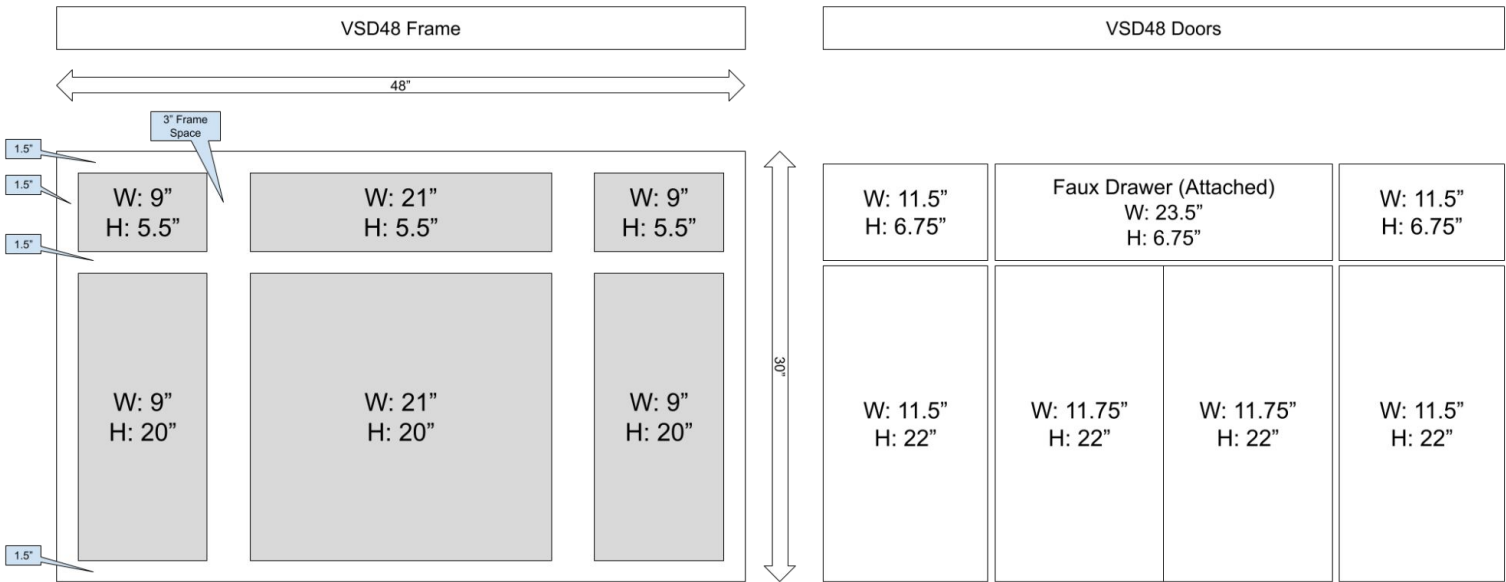 VSD48 Frame
VSD48 Doors
48”
3” Frame
Space
1.5”
1.5”
1.5”
1.5”
W: 9”
H: 5.5”
W: 21”
H: 5.5”
W: 9”
H: 5.5”
W: 9”
H: 20”
W: 21”
H: 20”
W: 9”
H: 20”
30”
W: 11.5”
H: 6.75”
Faux Drawer (Attached)
W: 23.5”
H: 6.75”
W: 11.5”
H: 6.75”
W: 11.5”
H: 22”
W: 11.75”
H: 22”
W: 11.75”
H: 22”
W: 11.5”
H: 22”